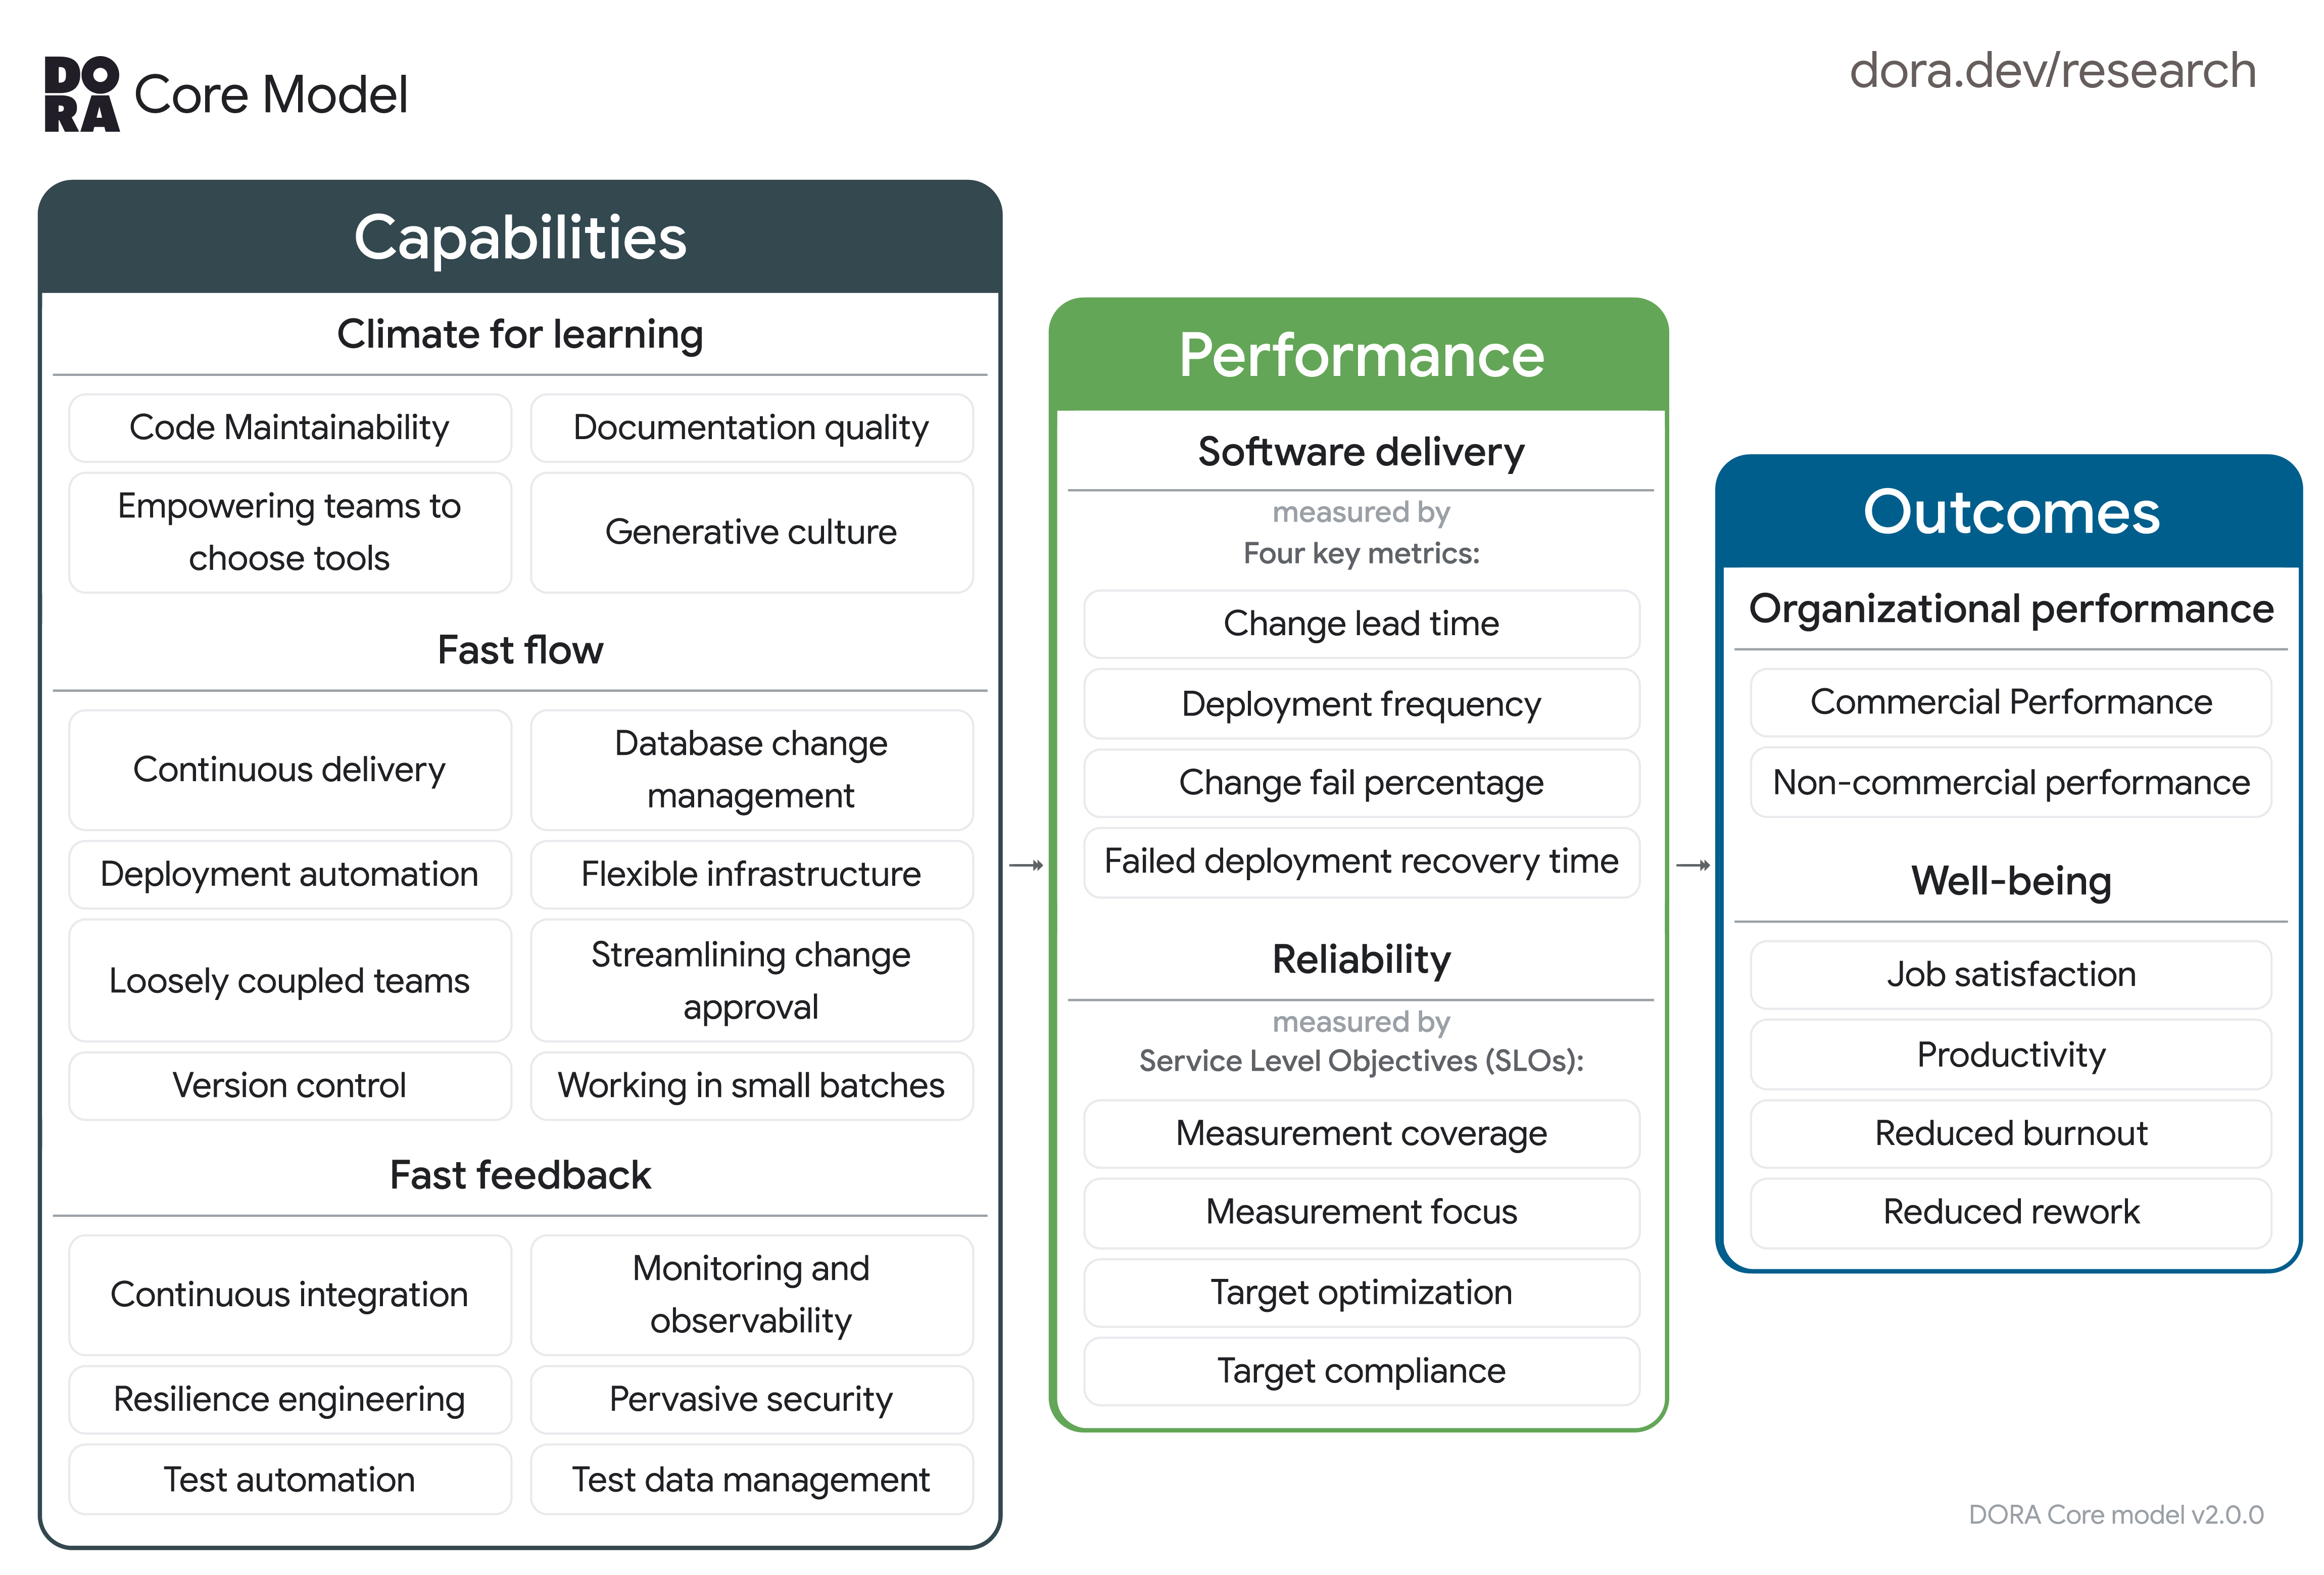 DO
RA
Core Model
dora.dev/research
Capabilities
Climate for learning
Code Maintainability
Documentation quality
Empowering teams to
choose tools
Generative culture
Fast flow
Continuous delivery
Database change
management
Deployment automation
Flexible infrastructure
Loosely coupled teams
Streamlining change
approval
Version control
Working in small batches
Fast feedback
Continuous integration
Monitoring and
observability
Resilience engineering
Pervasive security
Test automation
Test data management
Performance
Software delivery
measured by
Four key metrics:
Change lead time
Deployment frequency
Change fail percentage
Failed deployment recovery time
Reliability
measured by
Service Level Objectives (SLOs):
Measurement coverage
Measurement focus
Target optimization
Target compliance
Outcomes
Organizational performance
Commercial Performance
Non-commercial performance
Well-being
Job satisfaction
Productivity
Reduced burnout
Reduced rework
DORA Core model v2.0.0